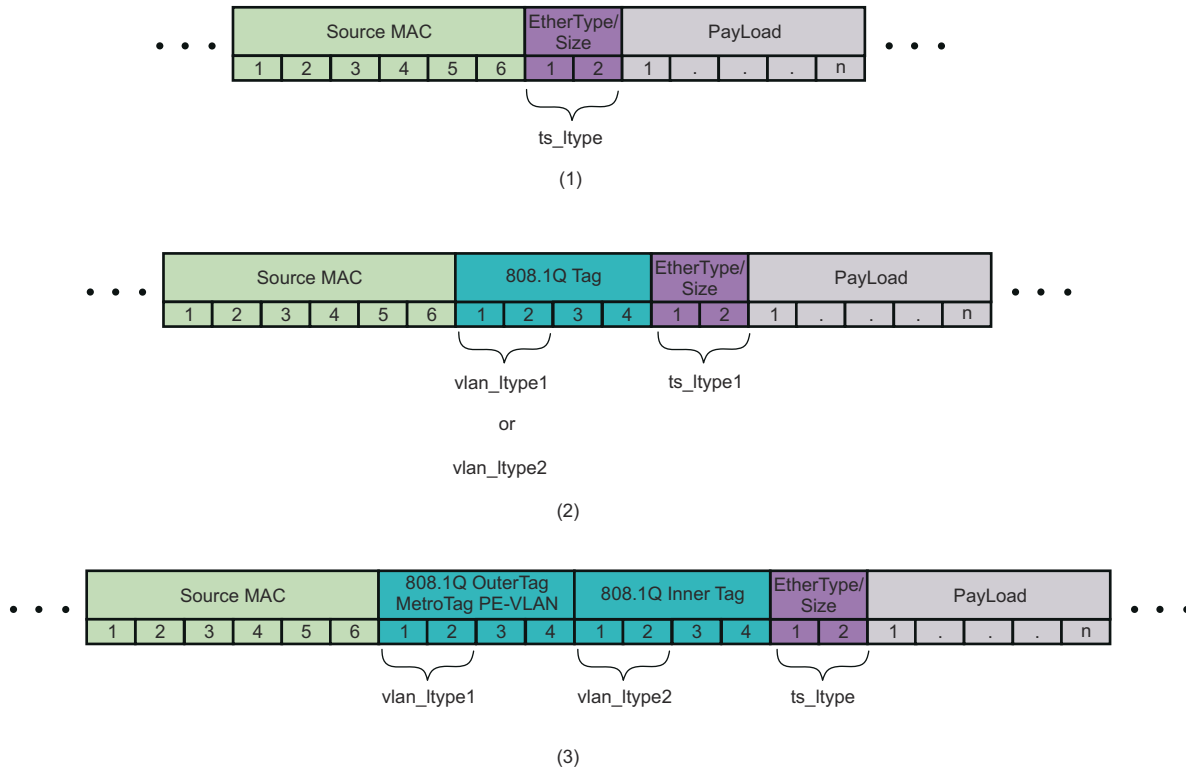 Source MAC
EtherType/
Size
PayLoad
1 2 3 4 5 6 1 2 1 . . . n
ts_ltype
(1)
Source MAC
808.1Q Tag
EtherType/
Size
PayLoad
1 2 3 4 5 6 1 2 3 4 1 2 1 . . . n
vlan_ltype1
ts_ltype1
or
vlan_ltype2
(2)
Source MAC
808.1Q OuterTag
MetroTag PE-VLAN
808.1Q Inner Tag
EtherType/
Size
PayLoad
1 2 3 4 5 6 1 2 3 4 1 2 3 4 1 2 1 . . . n
vlan_ltype1
vlan_ltype2
ts_ltype
(3)